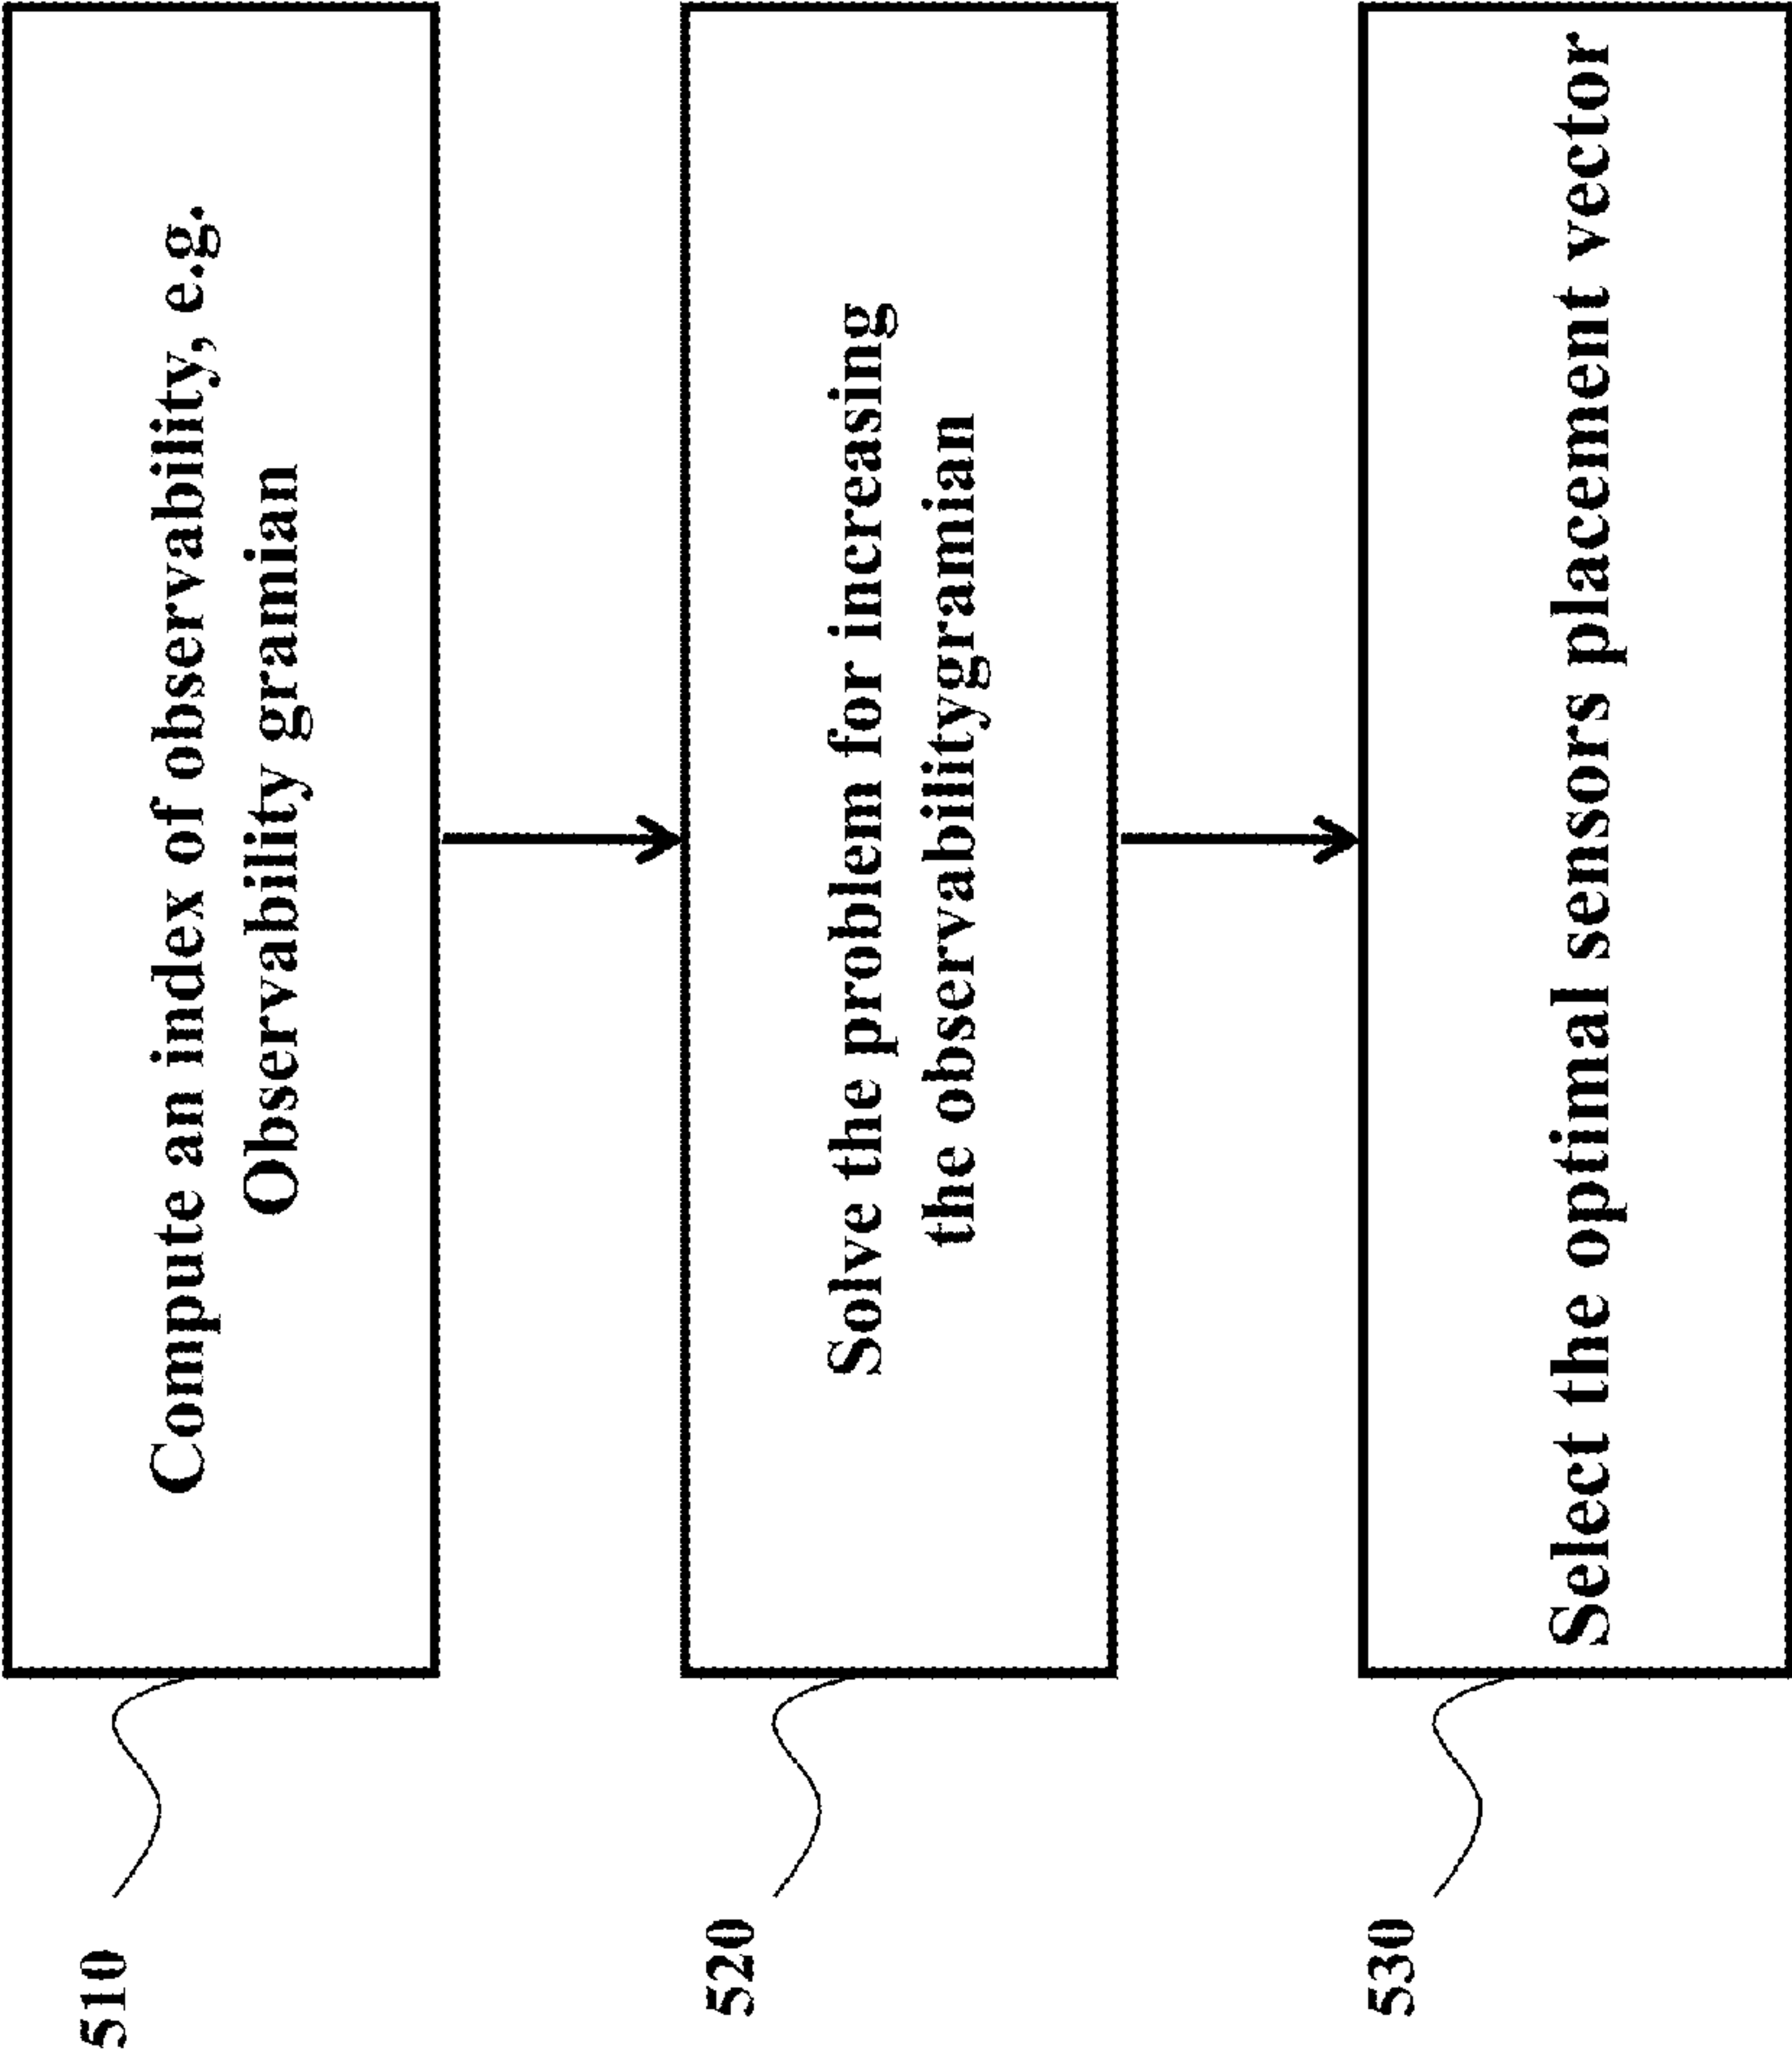 510
Compute an index of observability, e.g.
Observability gramian
520
Solve the problem for increasing
the observabilitygramian
530
Select the optimal sensors placement vector